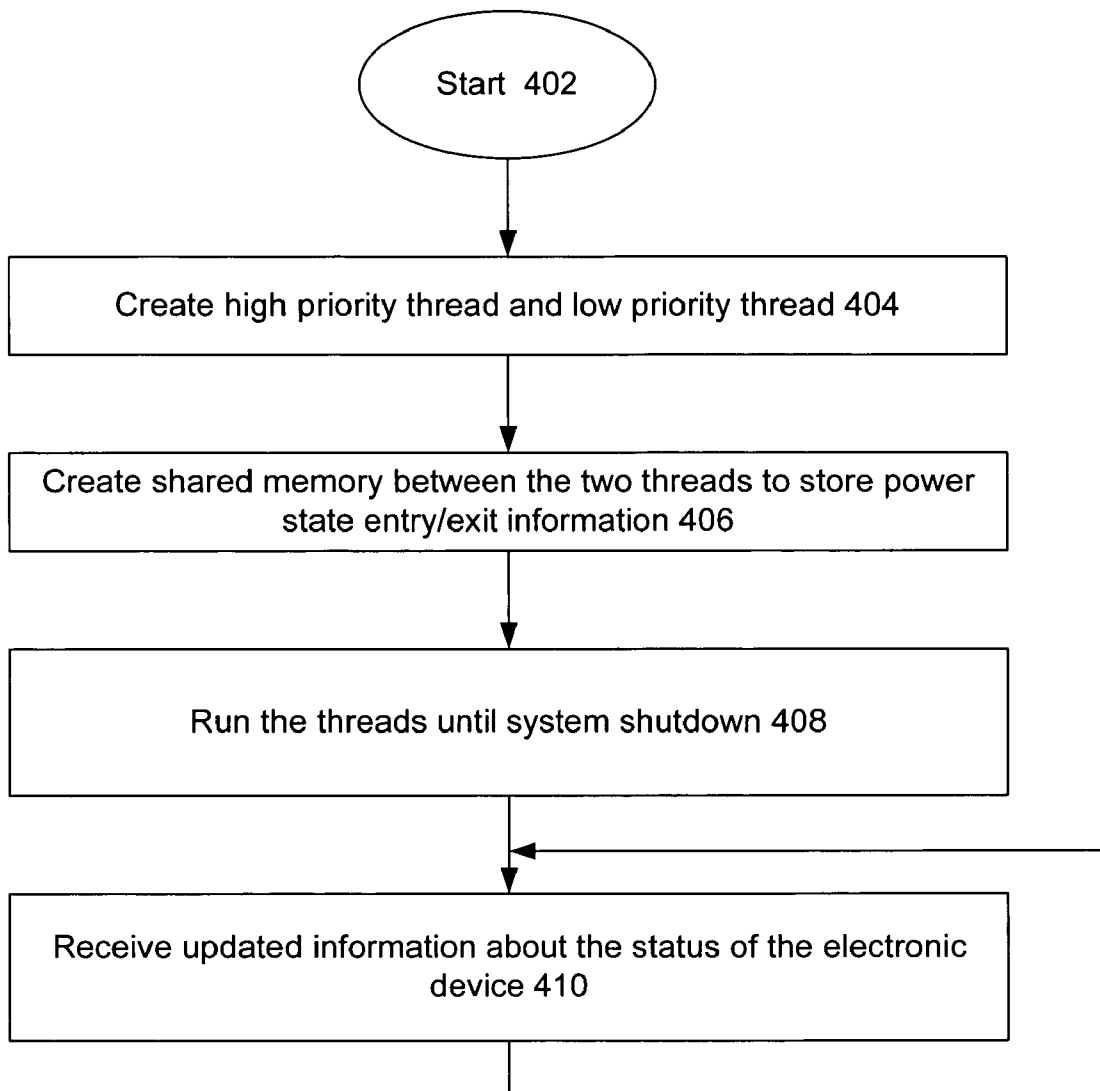 Start 402
Create high priority thread and low priority thread 404
Create shared memory between the two threads to store power
state entry/exit information 406
Run the threads until system shutdown 408
Receive updated information about the status of the electronic
device 410